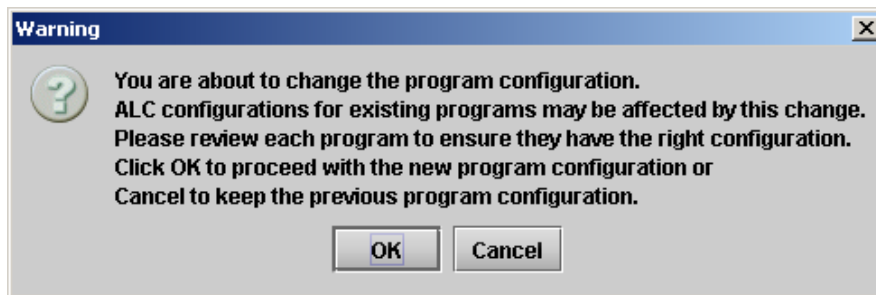 Warning
You are about to change the program configuration.
ALC configurations for existing programs may be affected by this change.
Please review each program to ensure they have the right configuration.
Click OK to proceed with the new program configuration or
Cancel to keep the previous program configuration.
OK Cancel